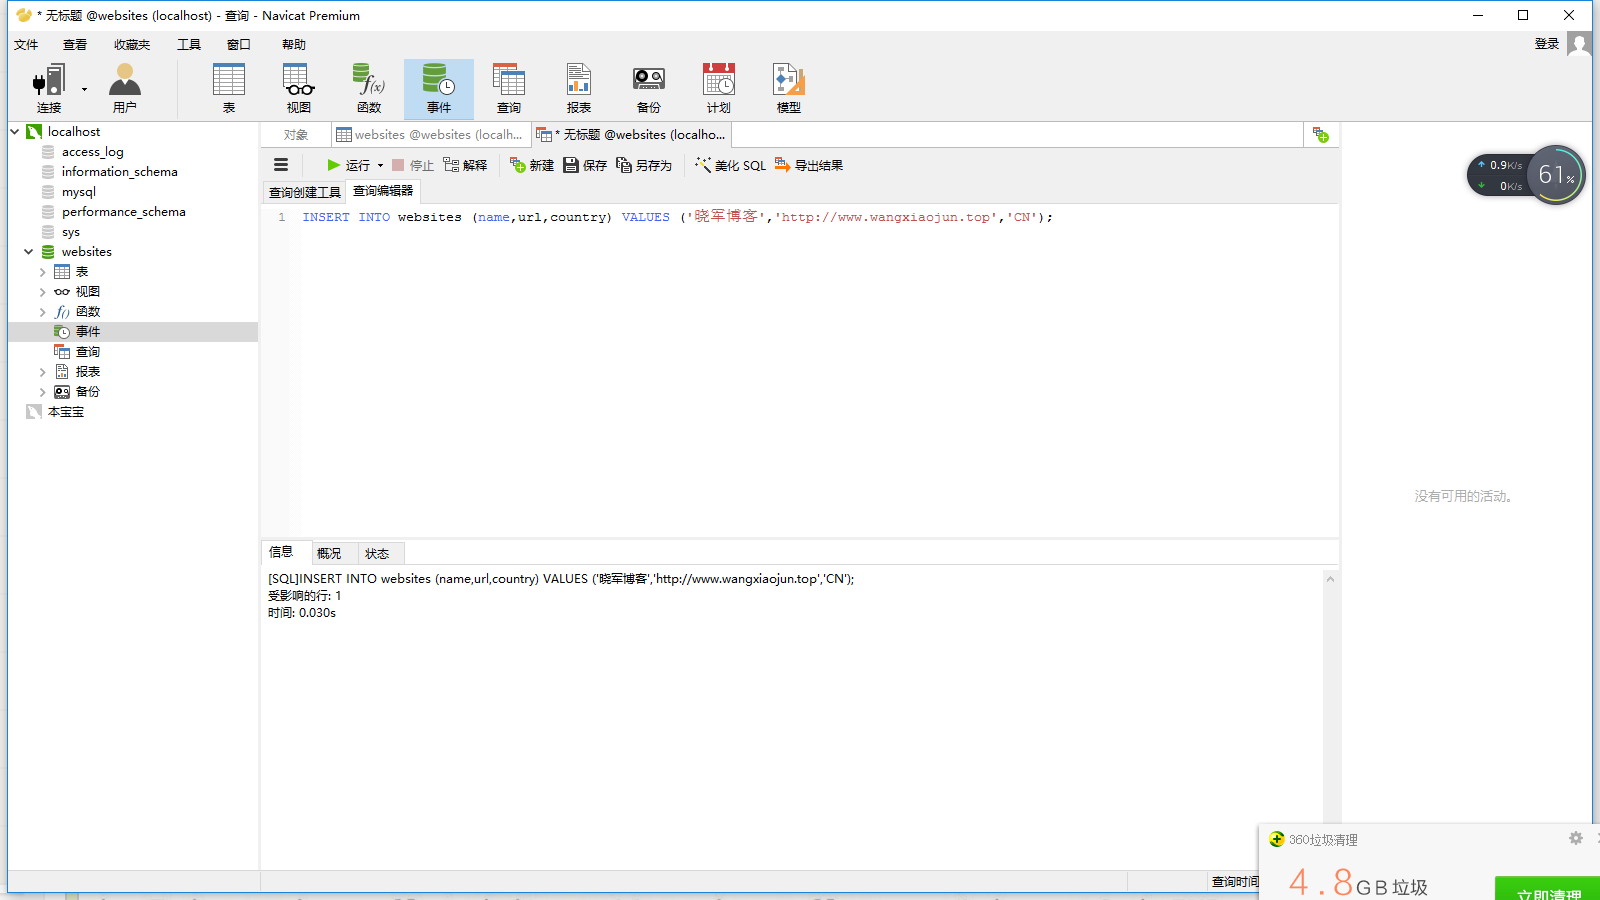 * 无标题 @websites (localhost) - 查询 - Navicat Premium
文件 查看 收藏夹 工具 窗口 帮助 登录
连接 用户 表 视图 函数 事件 查询 报表 备份 计划 模型
localhost
access_log
information_schema
mysql
performance_schema
sys
websites
表
视图
函数
事件
查询
报表
备份
本宝宝
对象 websites @websites (localh... * 无标题 @websites (localho...
运行 停止 解释 新建 保存 另存为 美化 SQL 导出结果
查询创建工具 查询编辑器
1 INSERT INTO websites (name,url,country) VALUES ('晓军博客','http://www.wangxiaojun.top','CN');
信息 概况 状态
[SQL]INSERT INTO websites (name,url,country) VALUES ('晓军博客','http://www.wangxiaojun.top','CN');
受影响的行: 1
时间: 0.030s
0.9K/s
0K/s
61%
没有可用的活动。
查询时间
360垃圾清理
4.8GB垃圾
立即清理